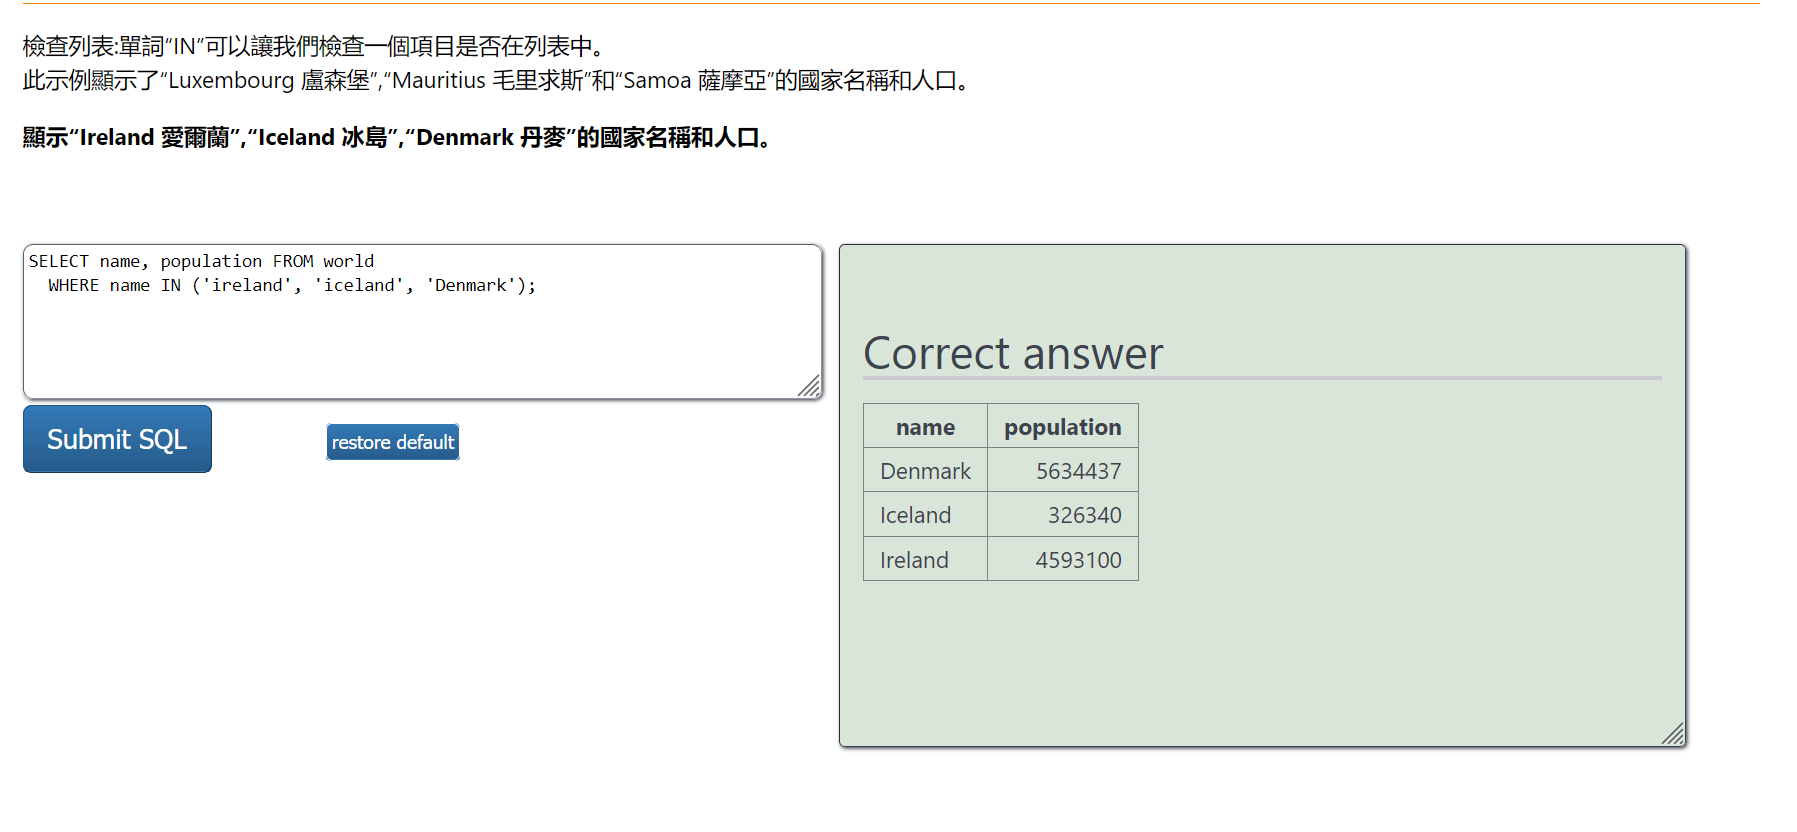 檢查列表:單詞“IN”可以讓我們檢查一個項目是否在列表中。
此示例顯示了“Luxembourg 盧森堡”,“Mauritius 毛里求斯”和“Samoa 薩摩亞”的國家名稱和人口。
顯示“Ireland 愛爾蘭”,“Iceland 冰島”,“Denmark 丹麥”的國家名稱和人口。
SELECT name, population FROM world
WHERE name IN ('ireland', 'iceland', 'Denmark');
Submit SQL
restore default
Correct answer
name population
Denmark 5634437
Iceland 326340
Ireland 4593100